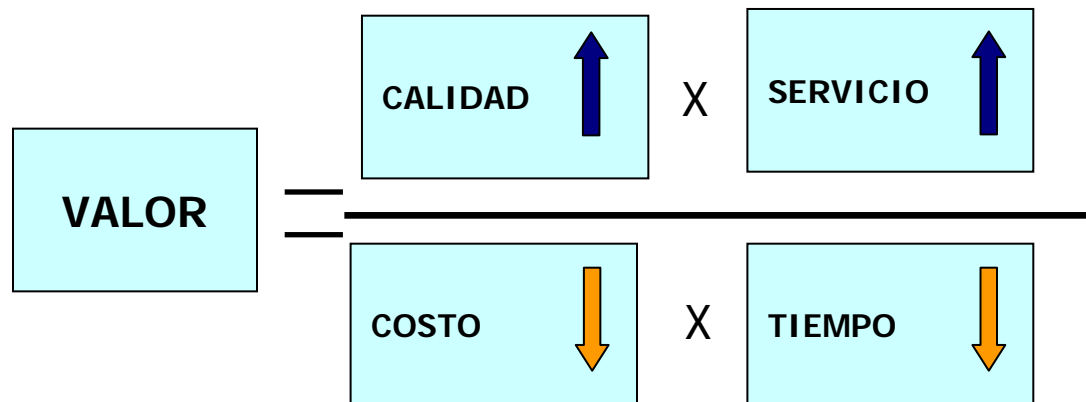 CALIDAD X SERVICIO
VALOR =
COSTO X TIEMPO